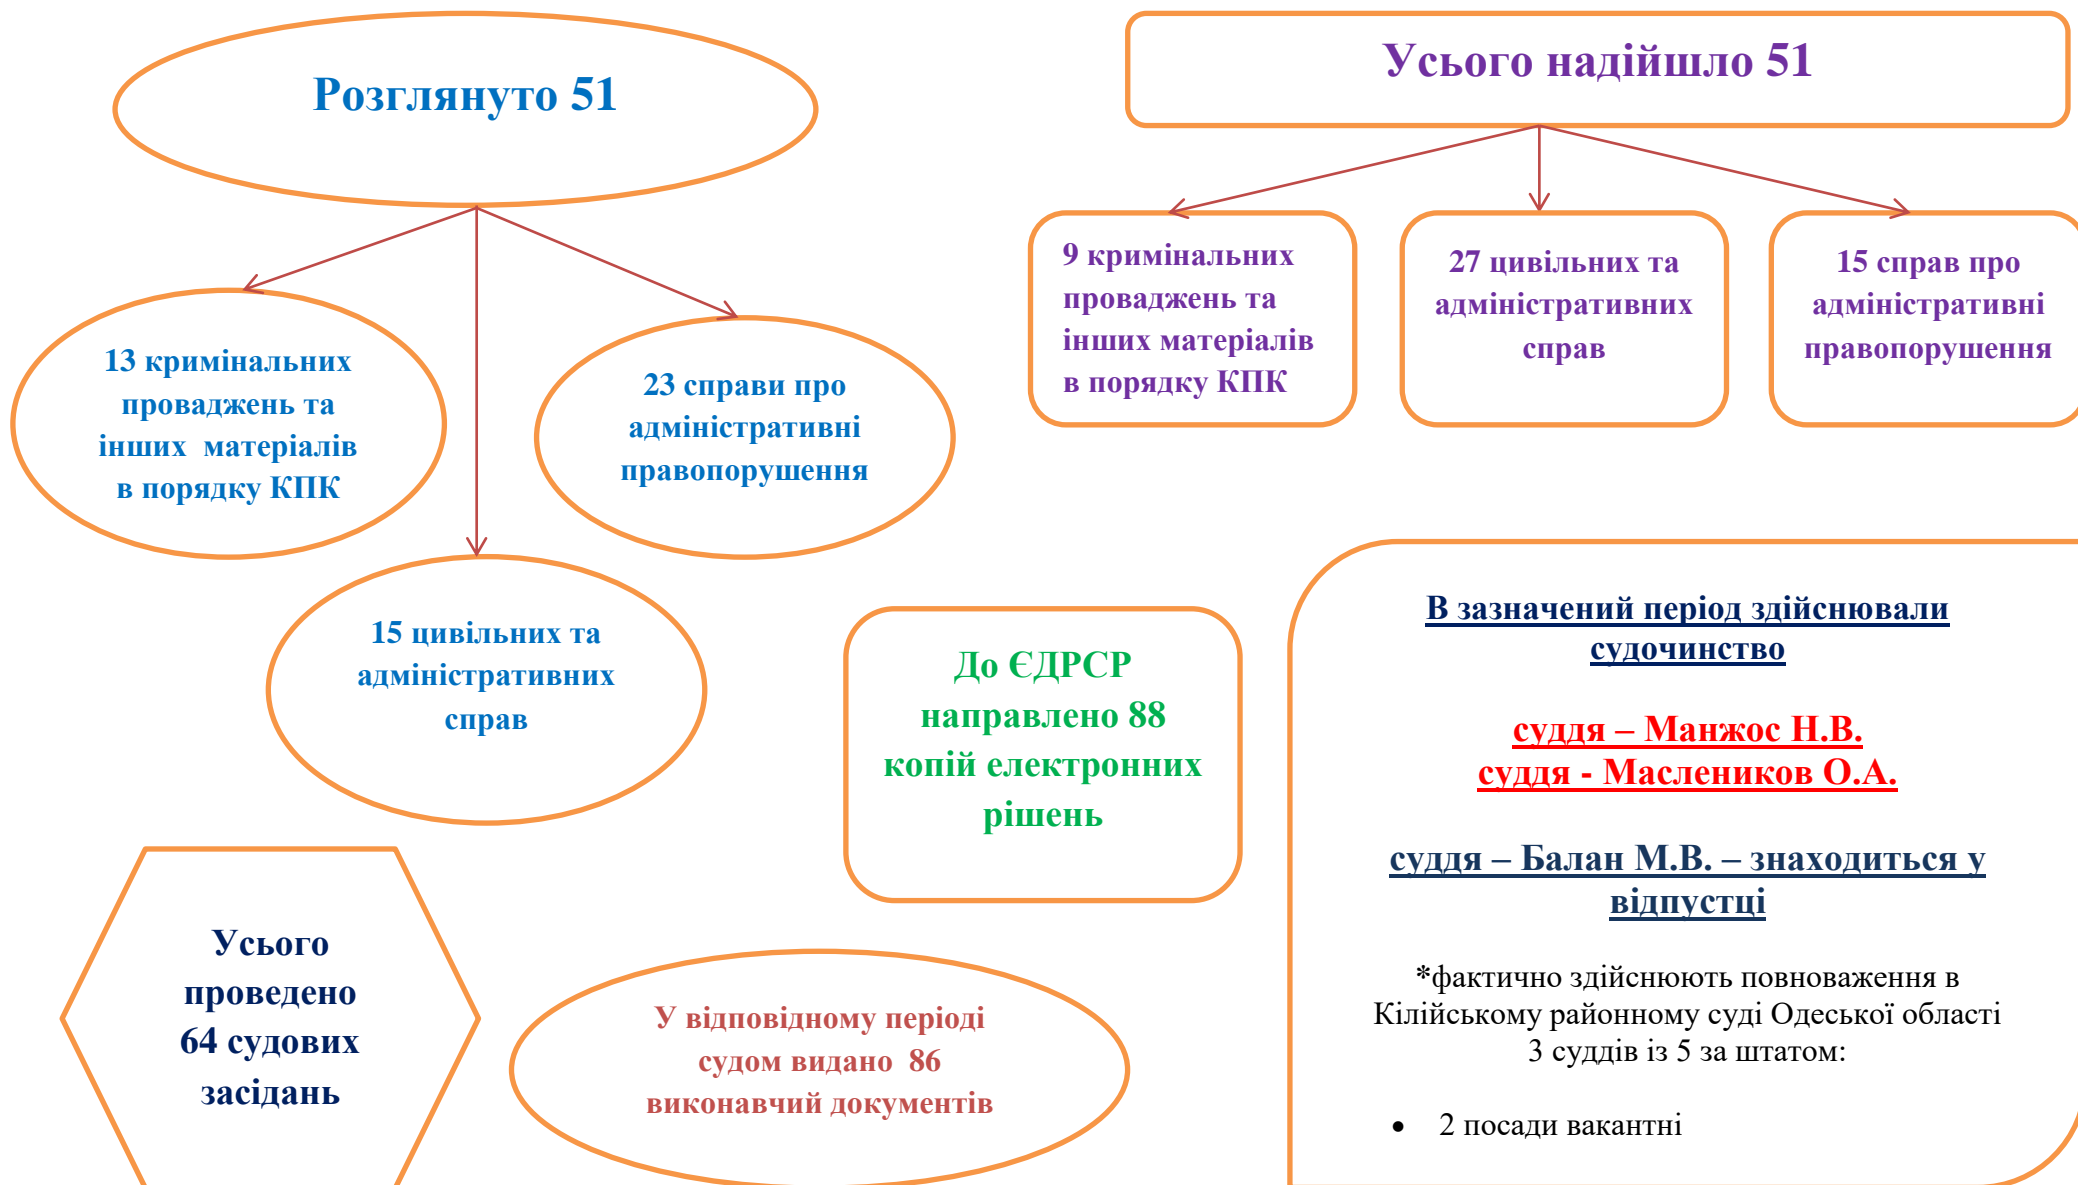 Розглянуто 51
13 кримінальних
проваджень та
інших матеріалів
в порядку КПК
23 справи про
адміністративні
правопорушення
15 цивільних та
адміністративних
справ
Усього надійшло 51
9 кримінальних
проваджень та
інших матеріалів
в порядку КПК
27 цивільних та
адміністративних
справ
15 справ про
адміністративні
правопорушення
До ЄДРСР
направлено 88
копій електронних
рішень
Усього
проведено
64 судових
засідань
У відповідному періоді
судом видано 86
виконавчий документів
В зазначений період здійснювали
судочинство
суддя – Манжос Н.В.
суддя - Маслеников О.А.
суддя – Балан М.В. – знаходиться у
відпустці
*фактично здійснюють повноваження в
Кілійському районному суді Одеської області
3 суддів із 5 за штатом:
• 2 посади вакантні